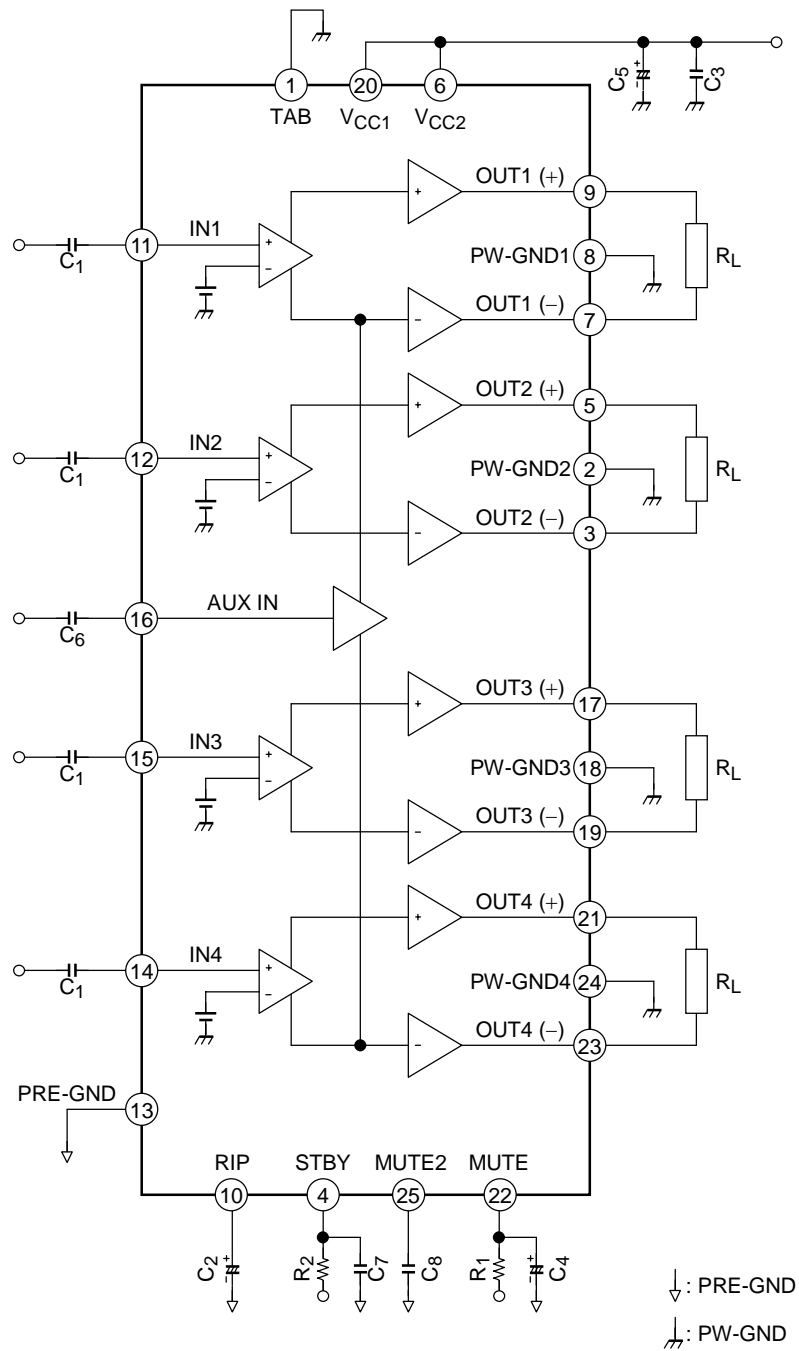 C5
C3
1
20
6
TAB
VCC1
VCC2
OUT1 (+)
9
IN1
11
C1
+
−
+
PW-GND1
8
RL
OUT1 (−)
−
7
OUT2 (+)
+
5
IN2
12
C1
+
−
PW-GND2
2
RL
OUT2 (−)
−
3
AUX IN
16
C6
OUT3 (+)
+
17
IN3
15
C1
+
−
PW-GND3
18
RL
OUT3 (−)
−
19
OUT4 (+)
+
21
IN4
14
C1
+
−
PW-GND4
24
RL
OUT4 (−)
−
23
PRE-GND
13
RIP
STBY
MUTE2
MUTE
10
4
25
22
C2
R2
C7
C8
R1
C4
: PRE-GND
: PW-GND